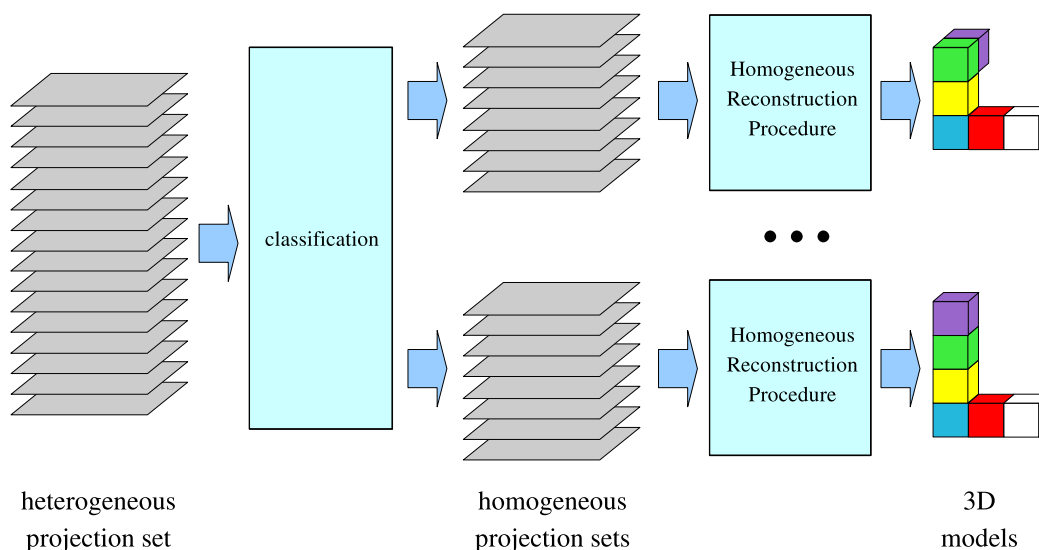 Homogeneous
Reconstruction
Procedure
classification
Homogeneous
Reconstruction
Procedure
heterogeneous
projection set
homogeneous
projection sets
3D
models